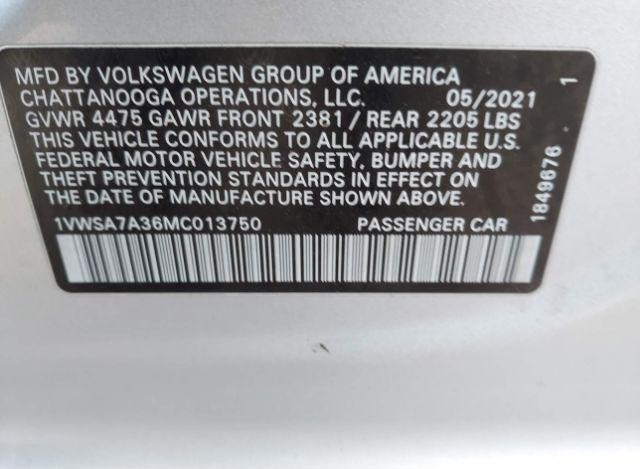 MFD BY VOLKSWAGEN GROUP OF AMERICA
CHATTANOOGA OPERATIONS, LLC. 05/2021
GVWR 4475 GAWR FRONT 2381 / REAR 2205 LBS
THIS VEHICLE CONFORMS TO ALL APPLICABLE U.S.
FEDERAL MOTOR VEHICLE SAFETY, BUMPER AND
THEFT PREVENTION STANDARDS IN EFFECT ON
THE DATE OF MANUFACTURE SHOWN ABOVE.
1VWSA7A36MC013750 PASSENGER CAR
1849676 1